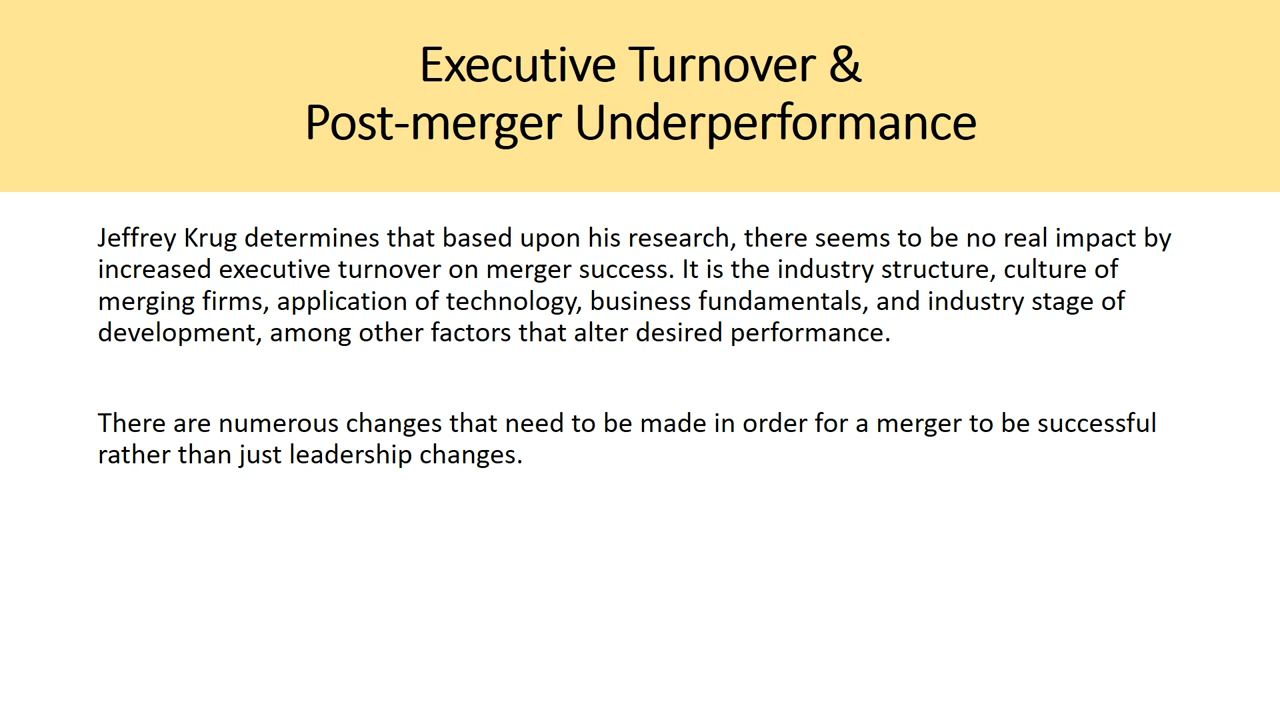 Executive Turnover &
Post-merger Underperformance
Jeffrey Krug determines that based upon his research, there seems to be no real impact by
increased executive turnover on merger success. It is the industry structure, culture of
merging firms, application of technology, business fundamentals, and industry stage of
development, among other factors that alter desired performance.
There are numerous changes that need to be made in order for a merger to be successful
rather than just leadership changes.